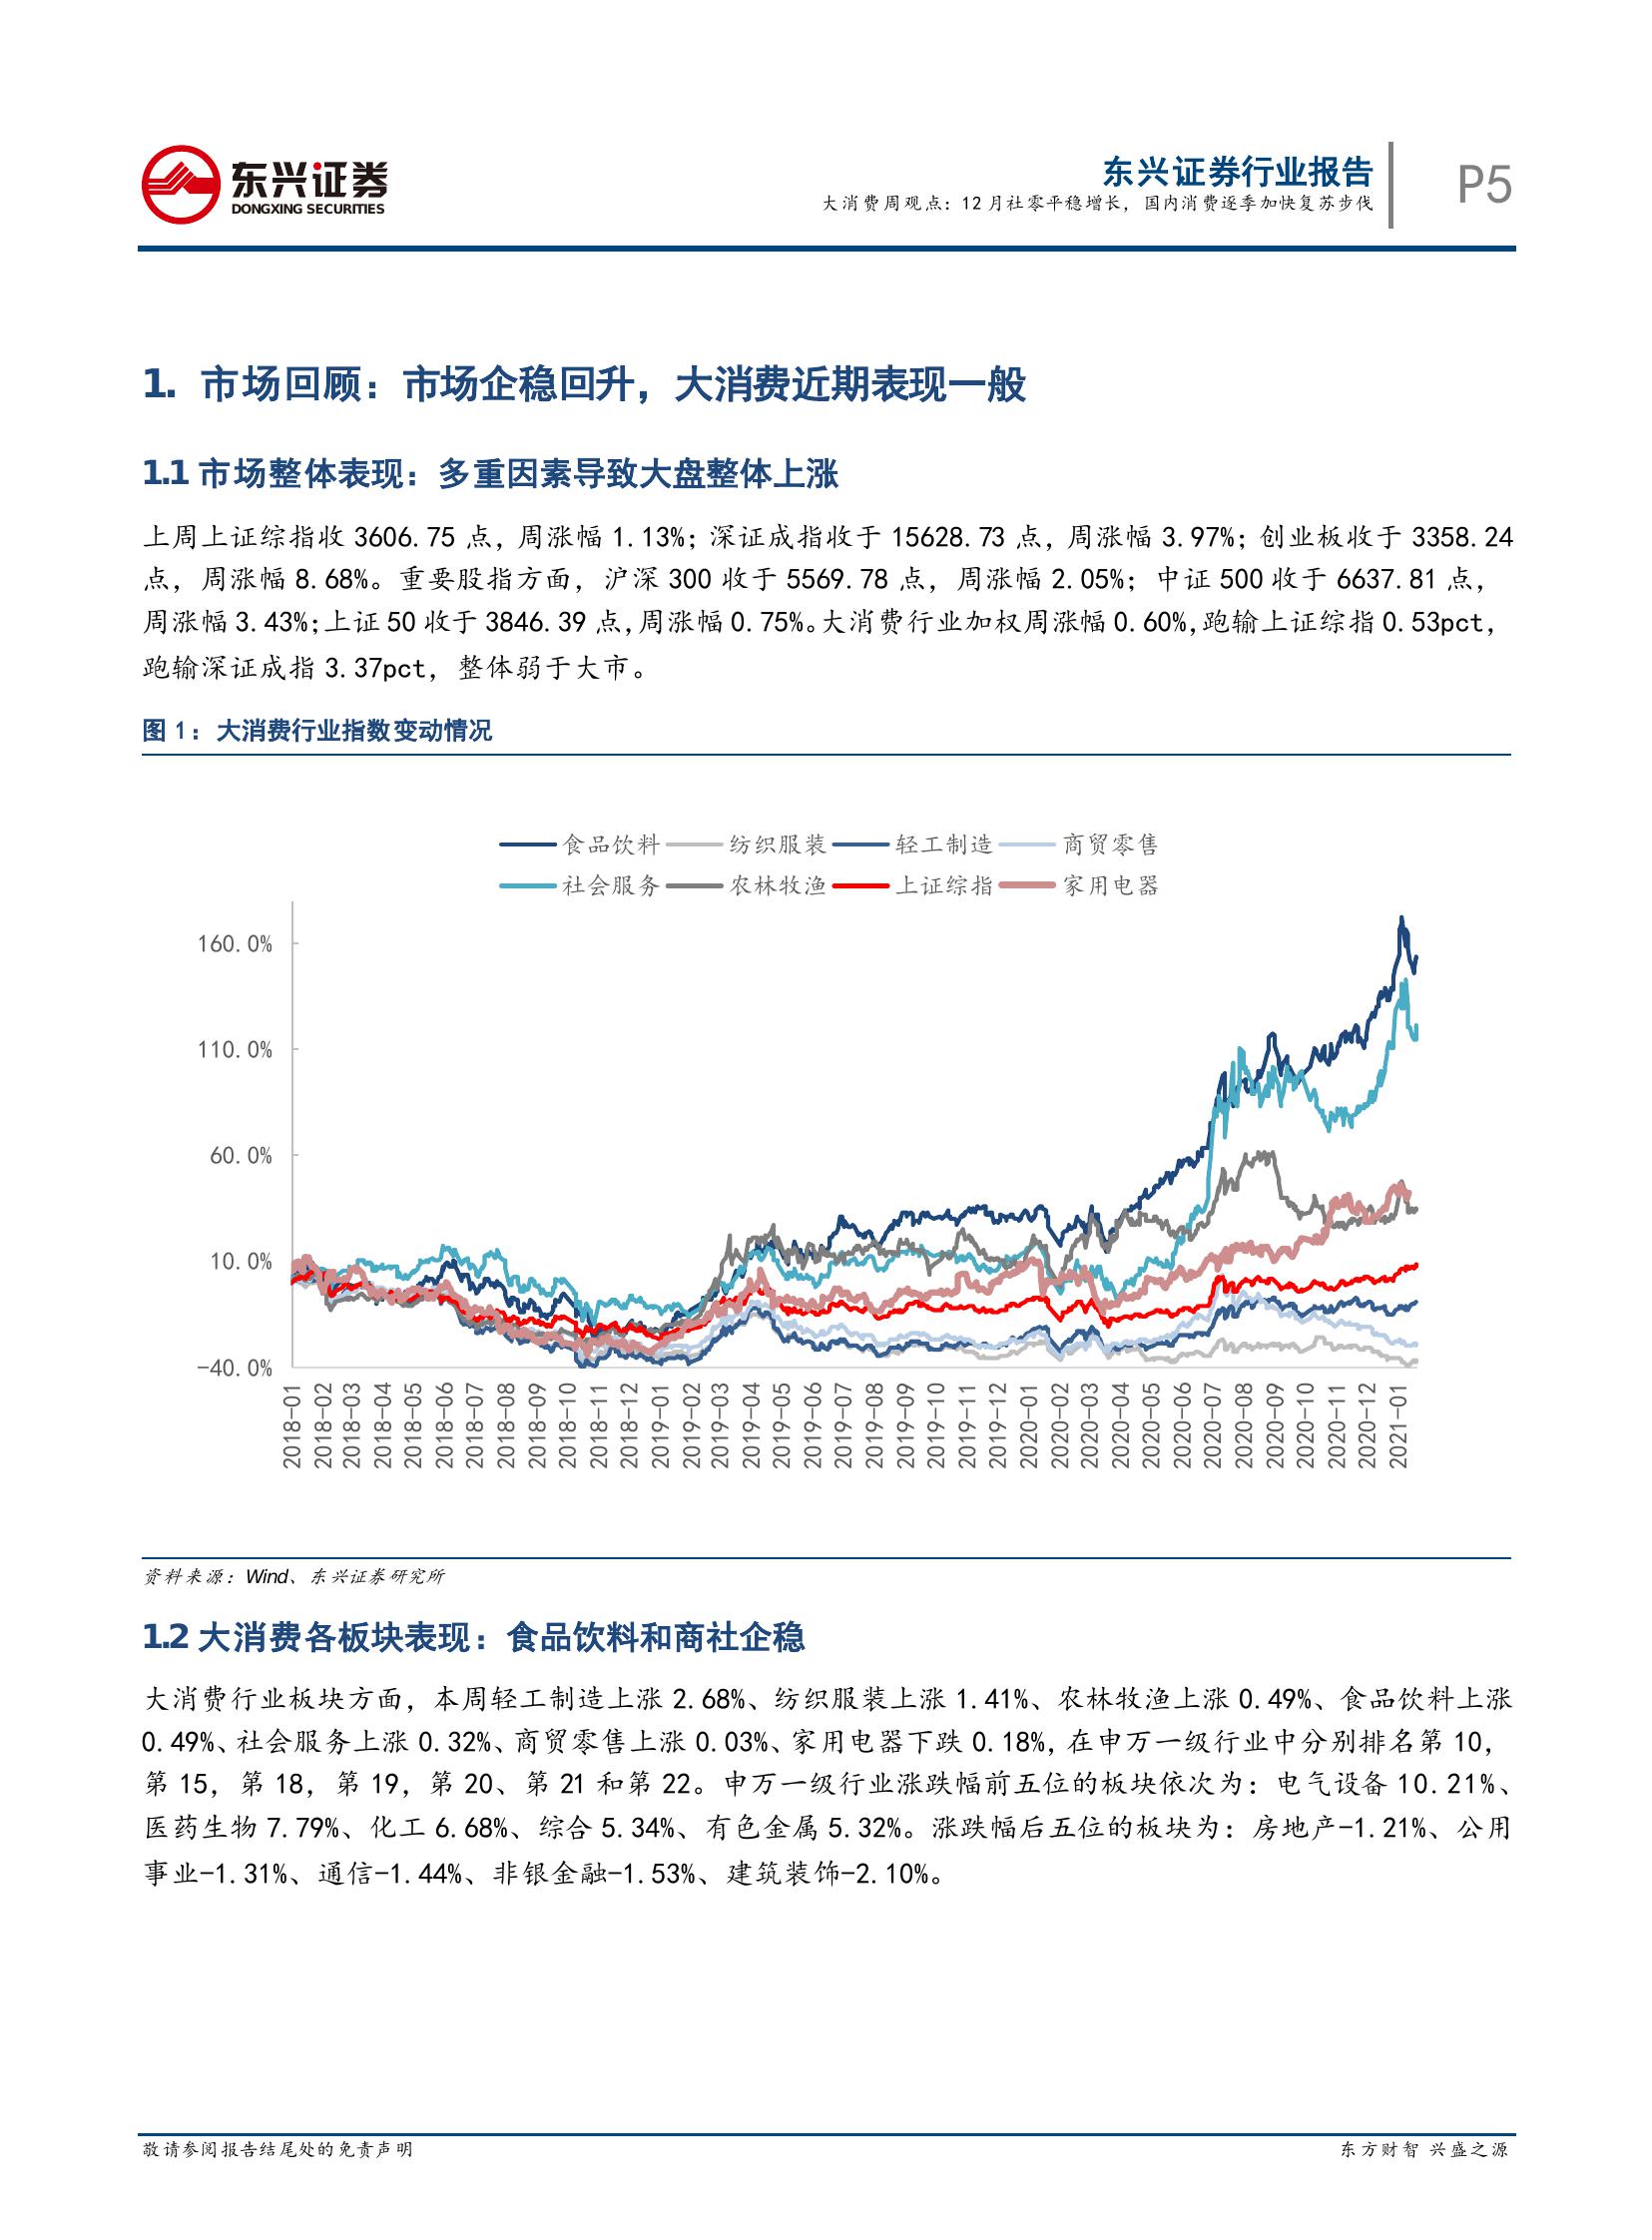 东兴证券
DONGXING SECURITIES
东兴证券行业报告
大消费周观点：12 月社零平稳增长，国内消费逐季加快复苏步伐
P5
1. 市场回顾：市场企稳回升，大消费近期表现一般
1.1 市场整体表现：多重因素导致大盘整体上涨
上周上证综指收 3606.75 点，周涨幅 1.13%；深证成指收于 15628.73 点，周涨幅 3.97%；创业板收于 3358.24
点，周涨幅 8.68%。重要股指方面，沪深 300 收于 5569.78 点，周涨幅 2.05%；中证 500 收于 6637.81 点，
周涨幅 3.43%；上证 50 收于 3846.39 点，周涨幅 0.75%。大消费行业加权周涨幅 0.60%，跑输上证综指 0.53pct，
跑输深证成指 3.37pct，整体弱于大市。
图 1：大消费行业指数变动情况
食品饮料 纺织服装 轻工制造 商贸零售
社会服务 农林牧渔 上证综指 家用电器
160.0%
110.0%
60.0%
10.0%
-40.0%
2018-01 2018-02 2018-03 2018-04 2018-05 2018-06 2018-07 2018-08 2018-09 2018-10 2018-11 2018-12 2019-01 2019-02 2019-03 2019-04 2019-05 2019-06 2019-07 2019-08 2019-09 2019-10 2019-11 2019-12 2020-01 2020-02 2020-03 2020-04 2020-05 2020-06 2020-07 2020-08 2020-09 2020-10 2020-11 2020-12 2021-01
资料来源：Wind、东兴证券研究所
1.2 大消费各板块表现：食品饮料和商社企稳
大消费行业板块方面，本周轻工制造上涨 2.68%、纺织服装上涨 1.41%、农林牧渔上涨 0.49%、食品饮料上涨
0.49%、社会服务上涨 0.32%、商贸零售上涨 0.03%、家用电器下跌 0.18%，在申万一级行业中分别排名第 10，
第 15，第 18，第 19，第 20、第 21 和第 22。申万一级行业涨跌幅前五位的板块依次为：电气设备 10.21%、
医药生物 7.79%、化工 6.68%、综合 5.34%、有色金属 5.32%。涨跌幅后五位的板块为：房地产-1.21%、公用
事业-1.31%、通信-1.44%、非银金融-1.53%、建筑装饰-2.10%。
敬请参阅报告结尾处的免责声明
东方财智 兴盛之源